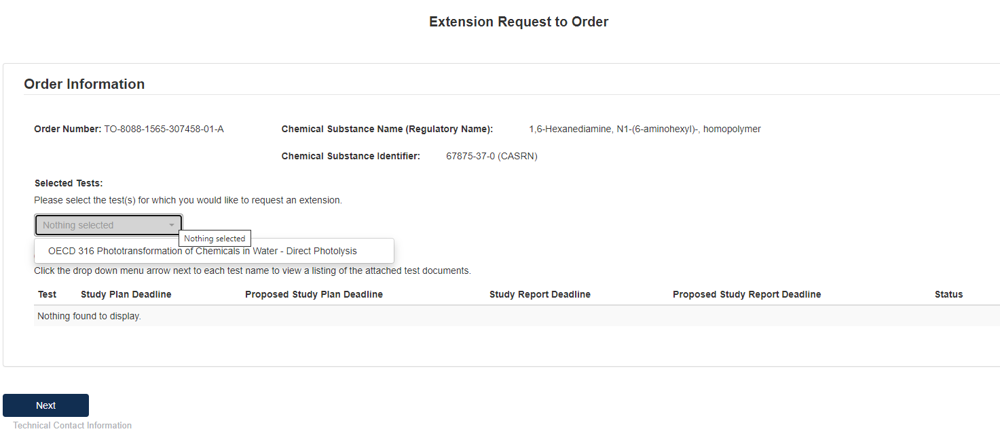 Extension Request to Order
Order Information
Order Number: TO-8088-1565-307458-01-A
Chemical Substance Name (Regulatory Name): 1,6-Hexanediamine, N1-(6-aminohexyl)-, homopolymer
Chemical Substance Identifier: 67875-37-0 (CASRN)
Selected Tests:
Please select the test(s) for which you would like to request an extension.
Nothing selected
Nothing selected
OECD 316 Phototransformation of Chemicals in Water - Direct Photolysis
Click the drop down menu arrow next to each test name to view a listing of the attached test documents.
Test Study Plan Deadline Proposed Study Plan Deadline Study Report Deadline Proposed Study Report Deadline Status
Nothing found to display.
Next
Technical Contact Information